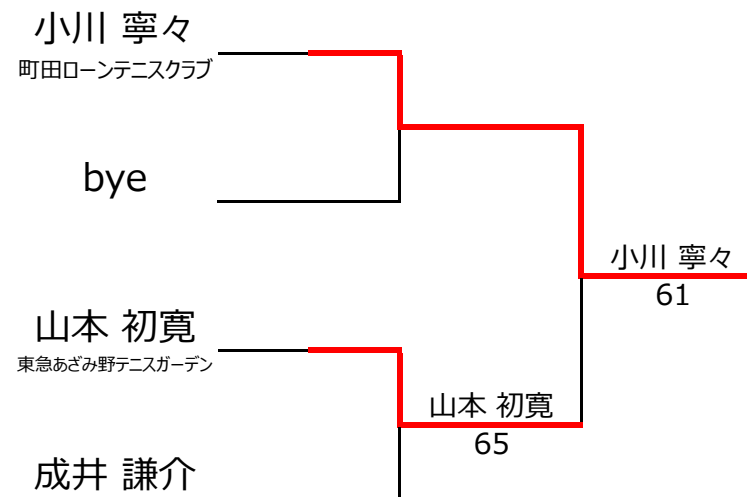 小川 寧々
町田ローンテニスクラブ
bye
小川 寧々
61
山本 初寛
東急あざみ野テニスガーデン
山本 初寛
65
成井 謙介